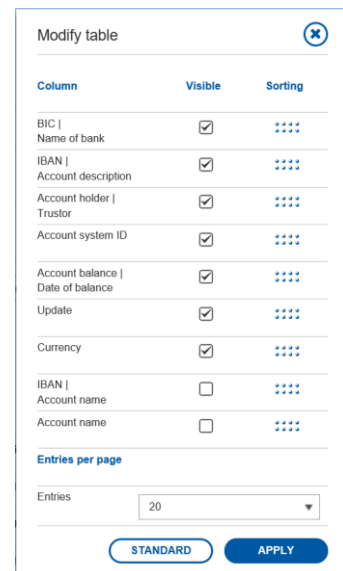 Modify table
Column Visible Sorting
BIC |
Name of bank
IBAN |
Account description
Account holder |
Trustor
Account system ID
Account balance |
Date of balance
Update
Currency
IBAN |
Account name
Account name
Entries per page
Entries 20
STANDARD APPLY